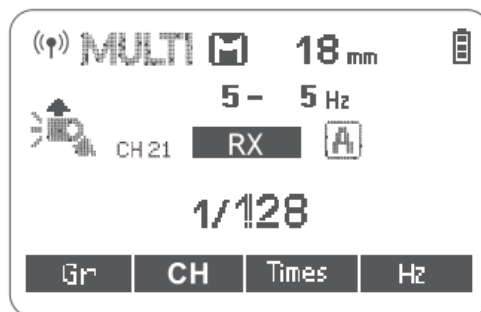 MULTI M 18 mm
5 - 5 Hz
CH 21 RX A
1/128
Gr CH Times Hz